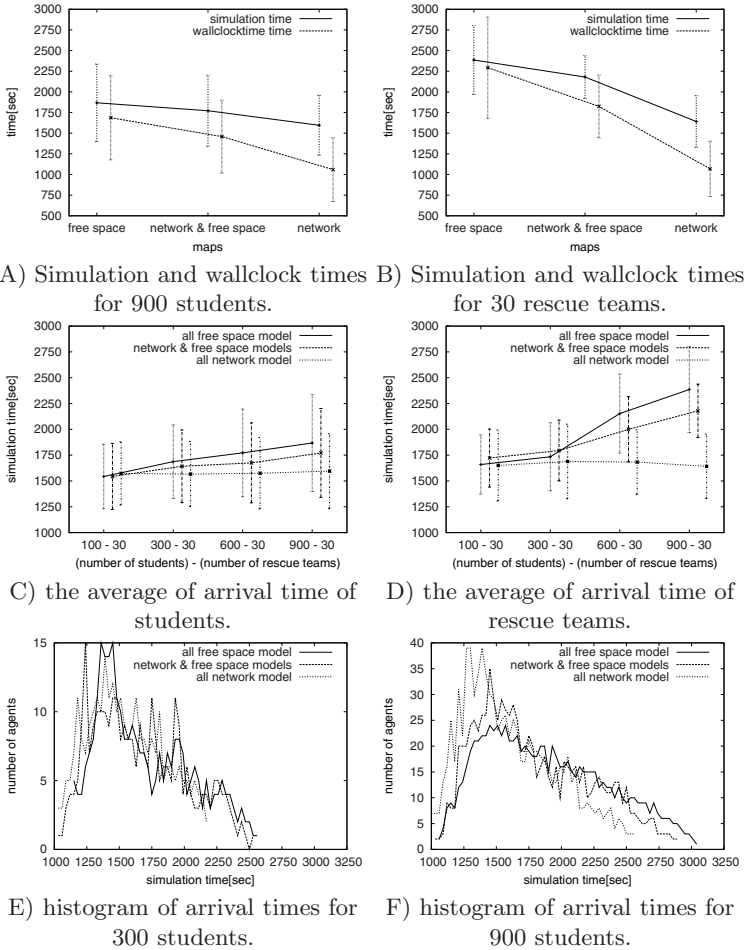 3000
2750
2500
2250
2000
1750
1500
1250
1000
750
500
time[sec]
simulation time
wallclocktime time
free space
network & free space
network
maps
3000
2750
2500
2250
2000
1750
1500
1250
1000
750
500
time[sec]
simulation time
wallclocktime time
free space
network & free space
network
maps
A) Simulation and wallclock times
for 900 students.
B) Simulation and wallclock times
for 30 rescue teams.
3000
2750
2500
2250
2000
1750
1500
1250
1000
simulation time[sec]
all free space model
network & free space models
all network model
100 - 30
300 - 30
600 - 30
900 - 30
(number of students) - (number of rescue teams)
3000
2750
2500
2250
2000
1750
1500
1250
1000
simulation time[sec]
all free space model
network & free space models
all network model
100 - 30
300 - 30
600 - 30
900 - 30
(number of students) - (number of rescue teams)
C) the average of arrival time of
students.
D) the average of arrival time of
rescue teams.
15
10
5
0
number of agents
all free space model
network & free space models
all network model
1000 1250 1500 1750 2000 2250 2500 2750 3000 3250
simulation time[sec]
40
35
30
25
20
15
10
5
0
number of agents
all free space model
network & free space models
all network model
1000 1250 1500 1750 2000 2250 2500 2750 3000 3250
simulation time[sec]
E) histogram of arrival times for
300 students.
F) histogram of arrival times for
900 students.